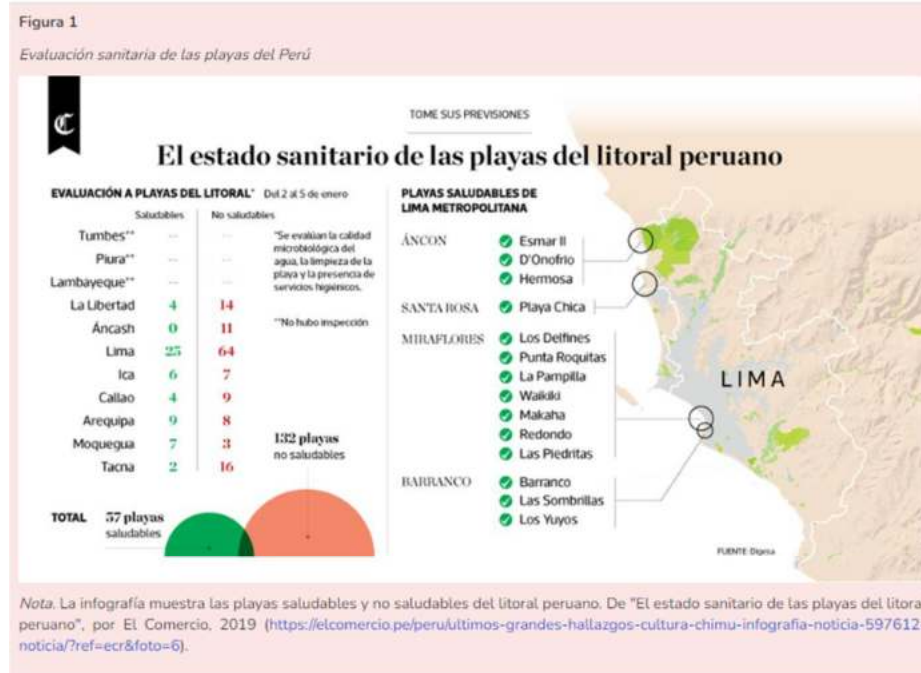 Figura 1
Evaluación sanitaria de las playas del Perú
TOME SUS PREVISIONES
El estado sanitario de las playas del litoral peruano
EVALUACIÓN A PLAYAS DEL LITORAL* Del 2 al 5 de enero
Saludables No saludables
Tumbes** -- --
Piura** -- --
Lambayeque** -- --
La Libertad 4 14
Áncash 0 11
Lima 25 64
Ica 6 7
Callao 4 9
Arequipa 9 8
Moquegua 7 3
Tacna 2 16
*Se evalúan la calidad
microbiológica del
agua, la limpieza de la
playa y la presencia de
servicios higiénicos.
**No hubo inspección
132 playas
no saludables
TOTAL 57 playas
saludables
PLAYAS SALUDABLES DE
LIMA METROPOLITANA
ÁNCON
Esmar II
D'Onofrio
Hermosa
SANTA ROSA
Playa Chica
MIRAFLORES
Los Delfines
Punta Roquitas
La Pampilla
Waikiki
Makaha
Redondo
Las Piedritas
BARRANCO
Barranco
Las Sombrillas
Los Yuyos
LIMA
FUENTE: Digesa
Nota. La infografía muestra las playas saludables y no saludables del litoral peruano. De "El estado sanitario de las playas del litora
peruano", por El Comercio, 2019 (https://elcomercio.pe/peru/ultimos-grandes-hallazgos-cultura-chimu-infografia-noticia-597612
noticia/?ref=ecr&foto=6).